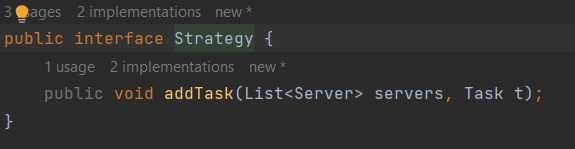 3 usages 2 implementations new *
public interface Strategy {
1 usage 2 implementations new *
public void addTask(List<Server> servers, Task t);
}